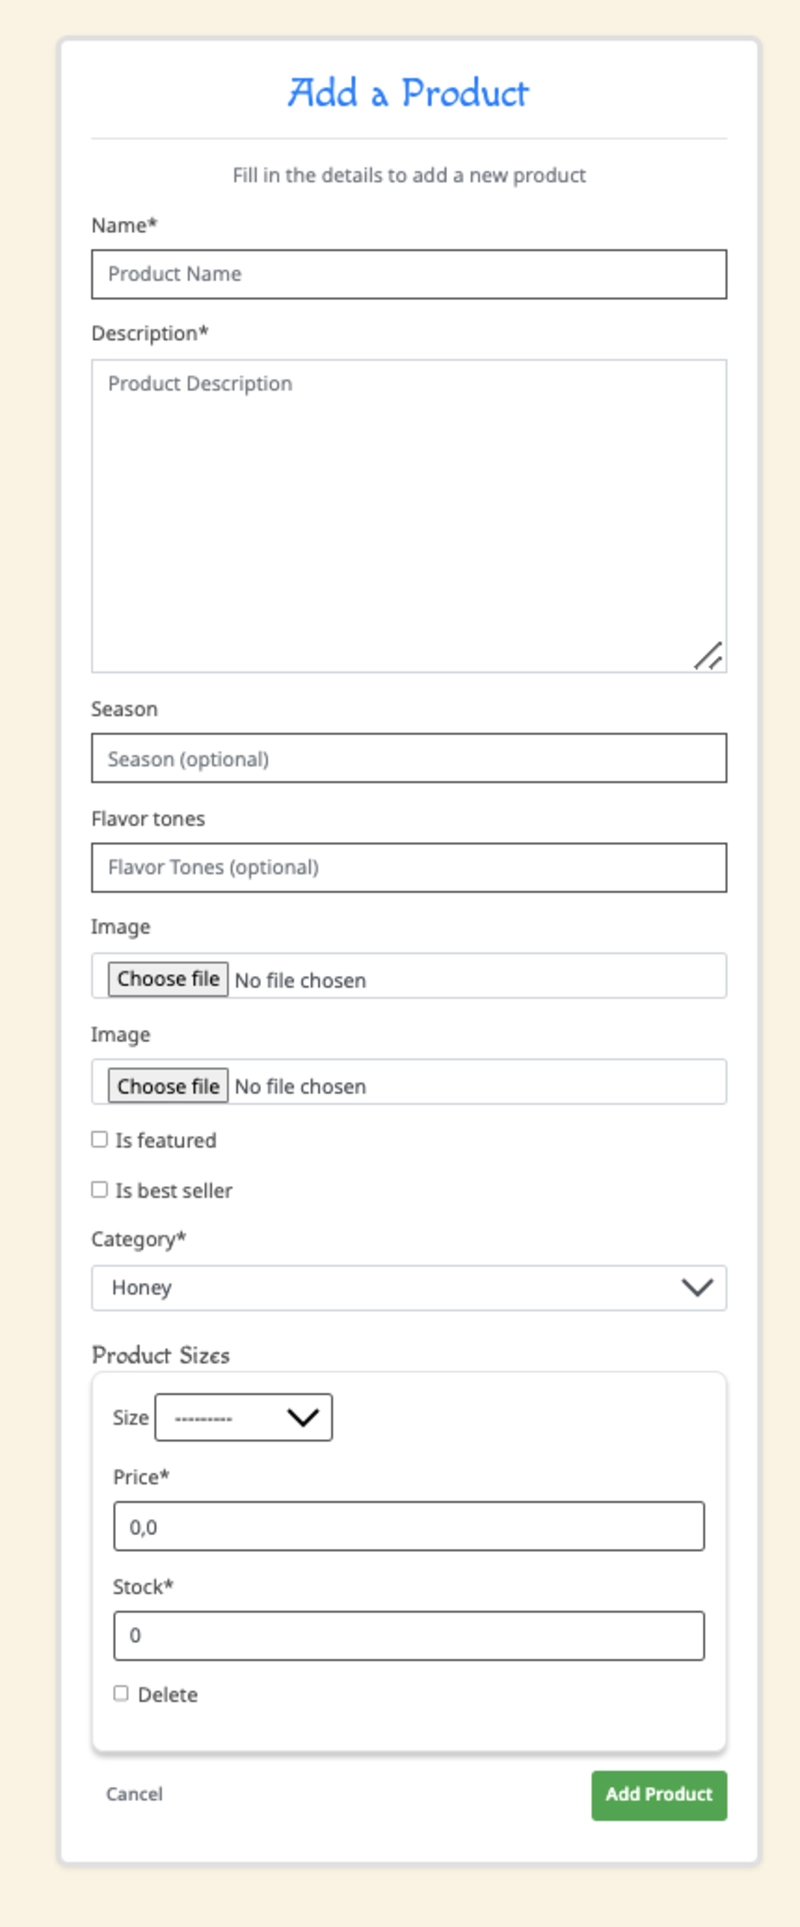 Add a Product
Fill in the details to add a new product
Name*
Product Name
Description*
Product Description
Season
Season (optional)
Flavor tones
Flavor Tones (optional)
Image
Choose file No file chosen
Image
Choose file No file chosen
Is featured
Is best seller
Category*
Honey
Product Sizes
Size ---------
Price*
0,0
Stock*
0
Delete
Cancel Add Product